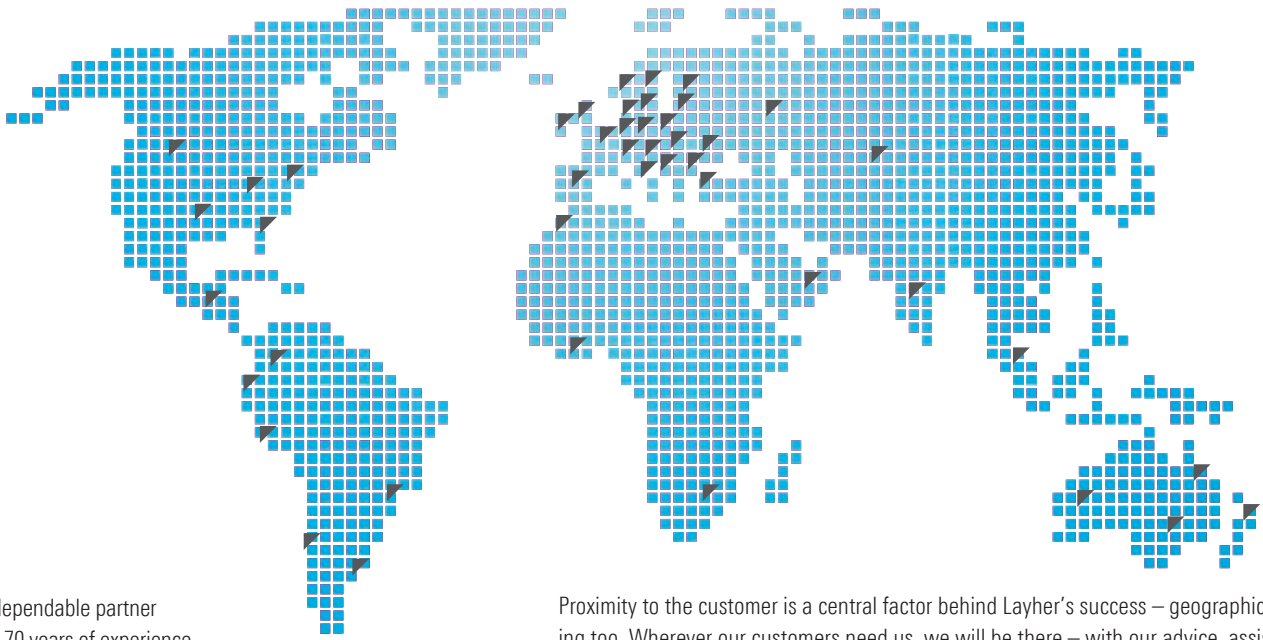 dependable partner
70 years of experience
Proximity to the customer is a central factor behind Layher’s success – geographic
ing too. Wherever our customers need us, we will be there – with our advice, assi